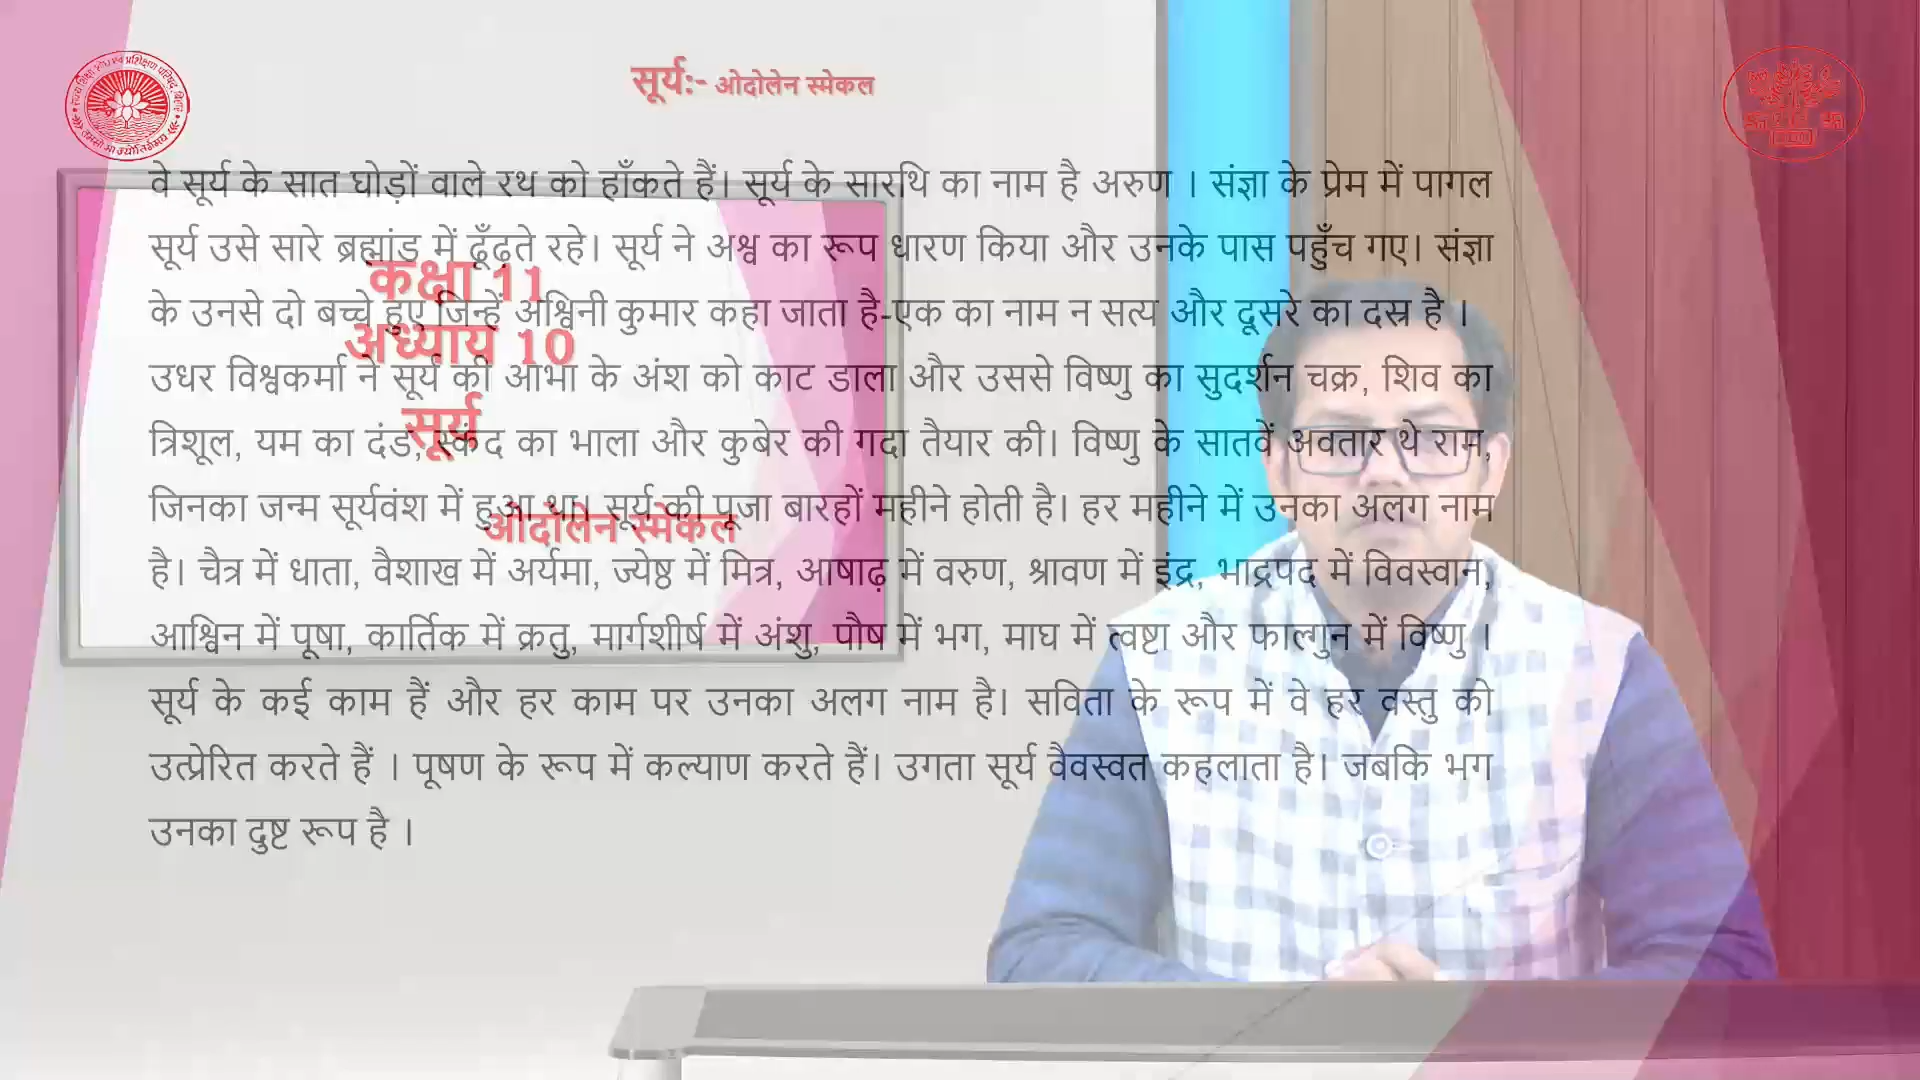 सूर्य:- ओदोलेन स्मेकल
वे सूर्य के सात घोड़ों वाले रथ को हाँकते हैं। सूर्य के सारथि का नाम है अरुण । संज्ञा के प्रेम में पागल
सूर्य उसे सारे ब्रह्मांड में ढूँढ़ते रहे। सूर्य ने अश्व का रूप धारण किया और उनके पास पहुँच गए। संज्ञा
के उनसे दो बच्चे हुए जिन्हें अश्विनी कुमार कहा जाता है-एक का नाम न सत्य और दूसरे का दस्र है ।
उधर विश्वकर्मा ने सूर्य की आभा के अंश को काट डाला और उससे विष्णु का सुदर्शन चक्र, शिव का
त्रिशूल, यम का दंड, स्कंद का भाला और कुबेर की गदा तैयार की। विष्णु के सातवें अवतार थे राम,
जिनका जन्म सूर्यवंश में हुआ था। सूर्य की पूजा बारहों महीने होती है। हर महीने में उनका अलग नाम
है। चैत्र में धाता, वैशाख में अर्यमा, ज्येष्ठ में मित्र, आषाढ़ में वरुण, श्रावण में इंद्र, भाद्रपद में विवस्वान,
आश्विन में पूषा, कार्तिक में क्रतु, मार्गशीर्ष में अंशु, पौष में भग, माघ में त्वष्टा और फाल्गुन में विष्णु ।
सूर्य के कई काम हैं और हर काम पर उनका अलग नाम है। सविता के रूप में वे हर वस्तु को
उत्प्रेरित करते हैं । पूषण के रूप में कल्याण करते हैं। उगता सूर्य वैवस्वत कहलाता है। जबकि भग
उनका दुष्ट रूप है ।
कक्षा 11
अध्याय 10
सूर्य
ओदोलेन स्मेकल